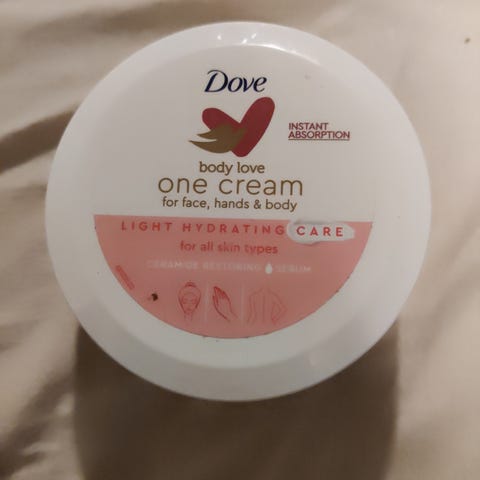 Dove
INSTANT
ABSORPTION
body love
one cream
for face, hands & body
LIGHT HYDRATING CARE
for all skin types
CERAMIDE RESTORING SERUM